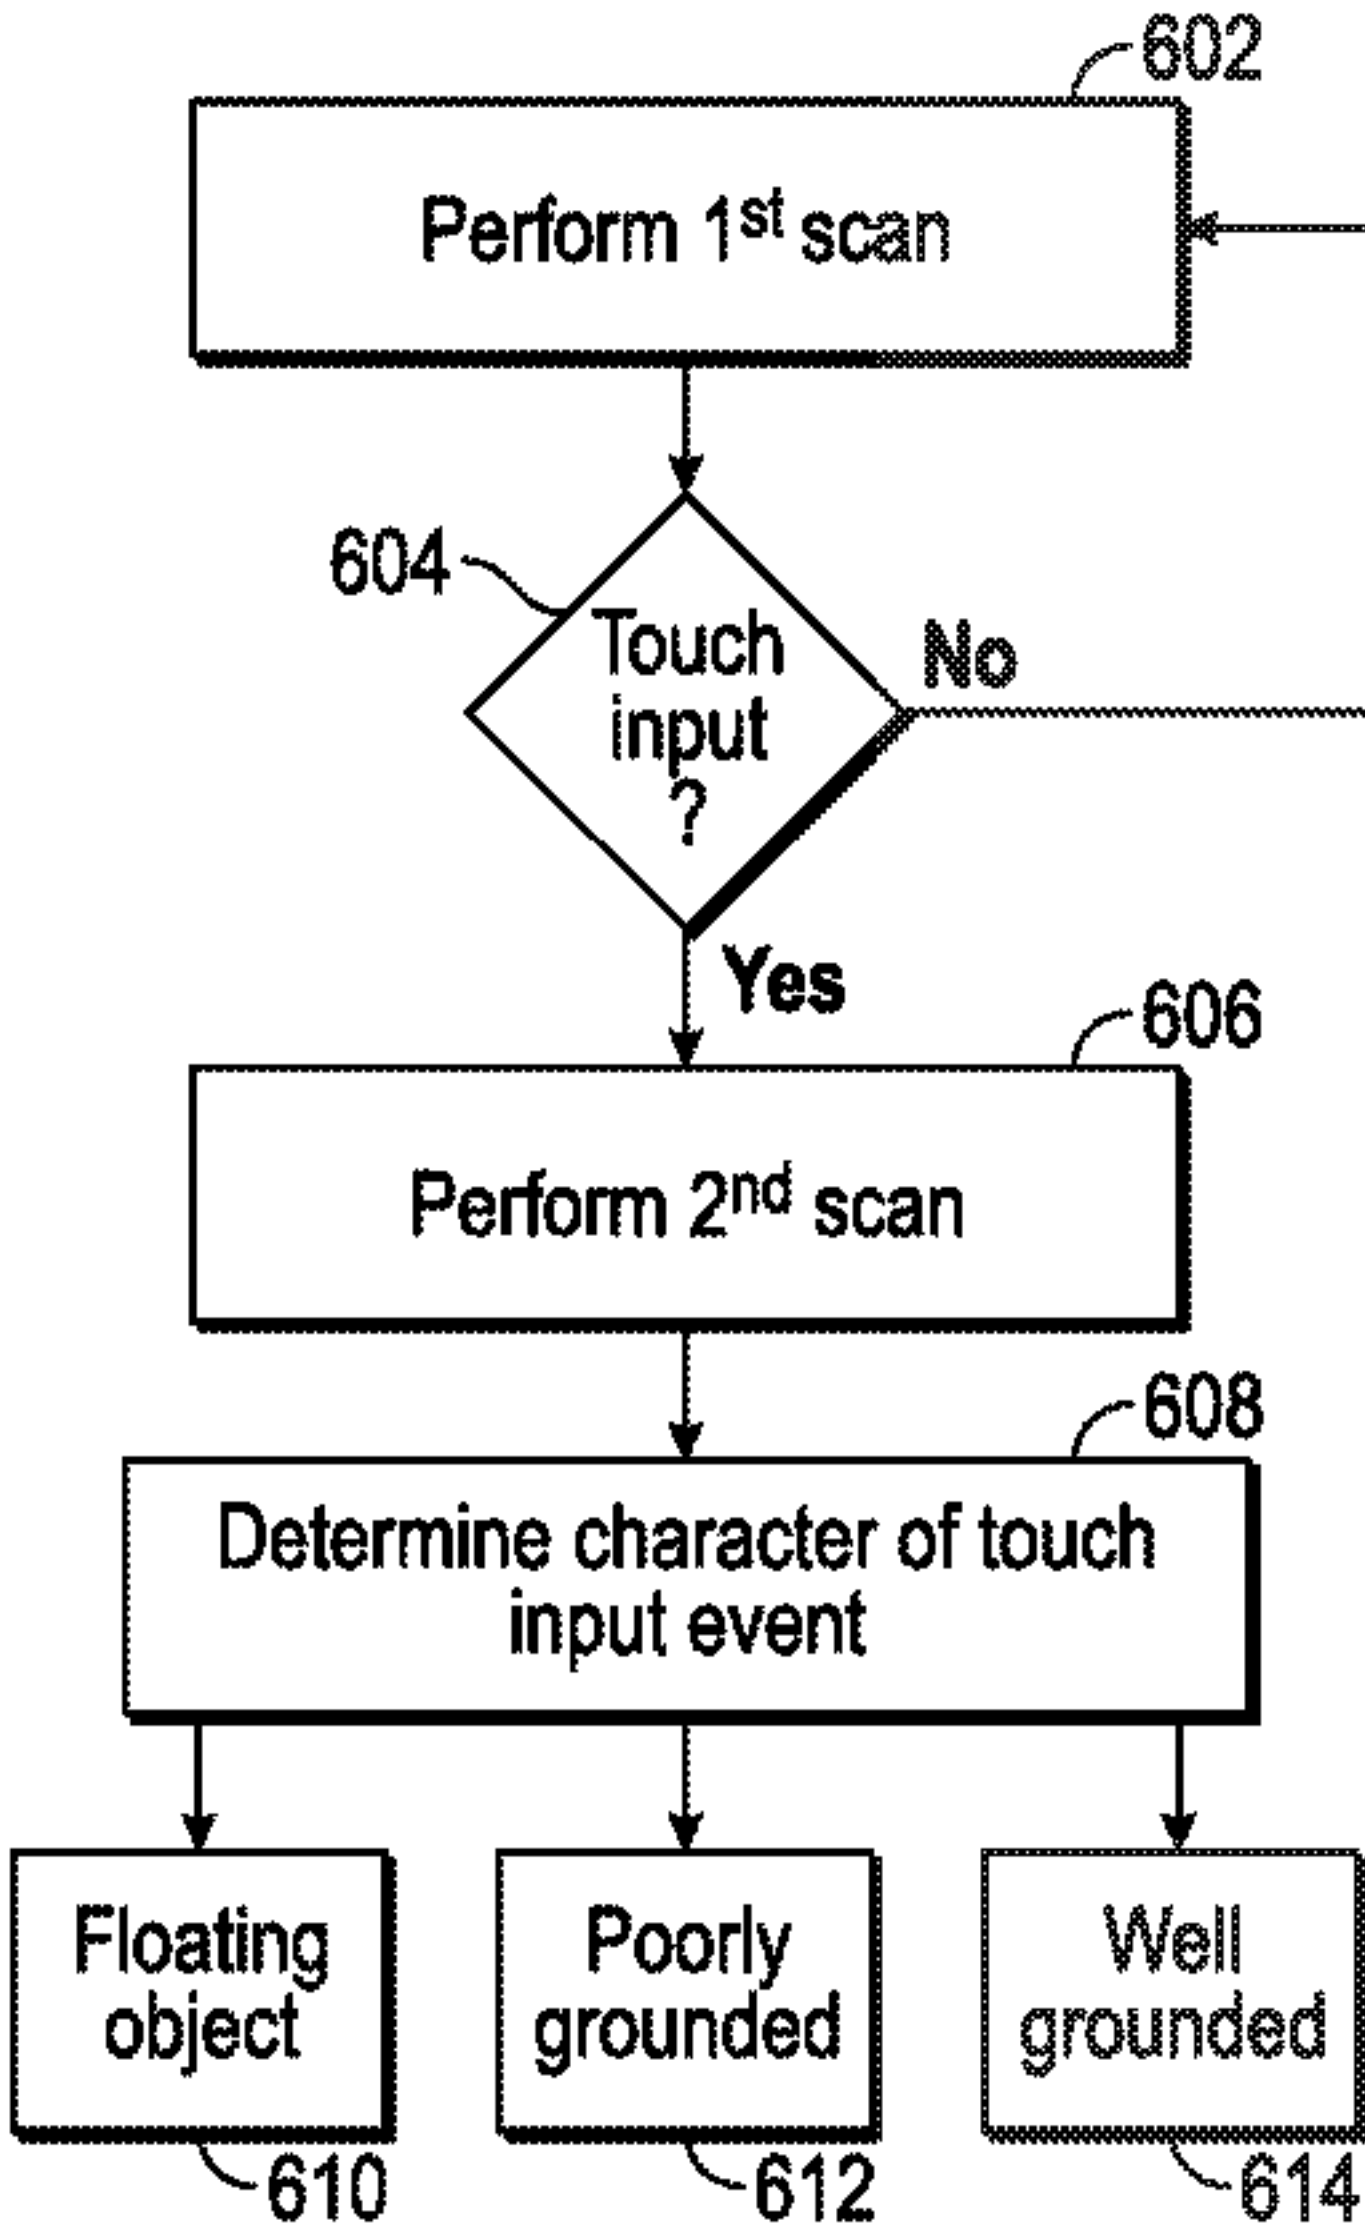 602
Perform 1st scan
604
Touch
input
?
No
Yes
606
Perform 2nd scan
608
Determine character of touch
input event
Floating
object
Poorly
grounded
Well
grounded
610
612
614